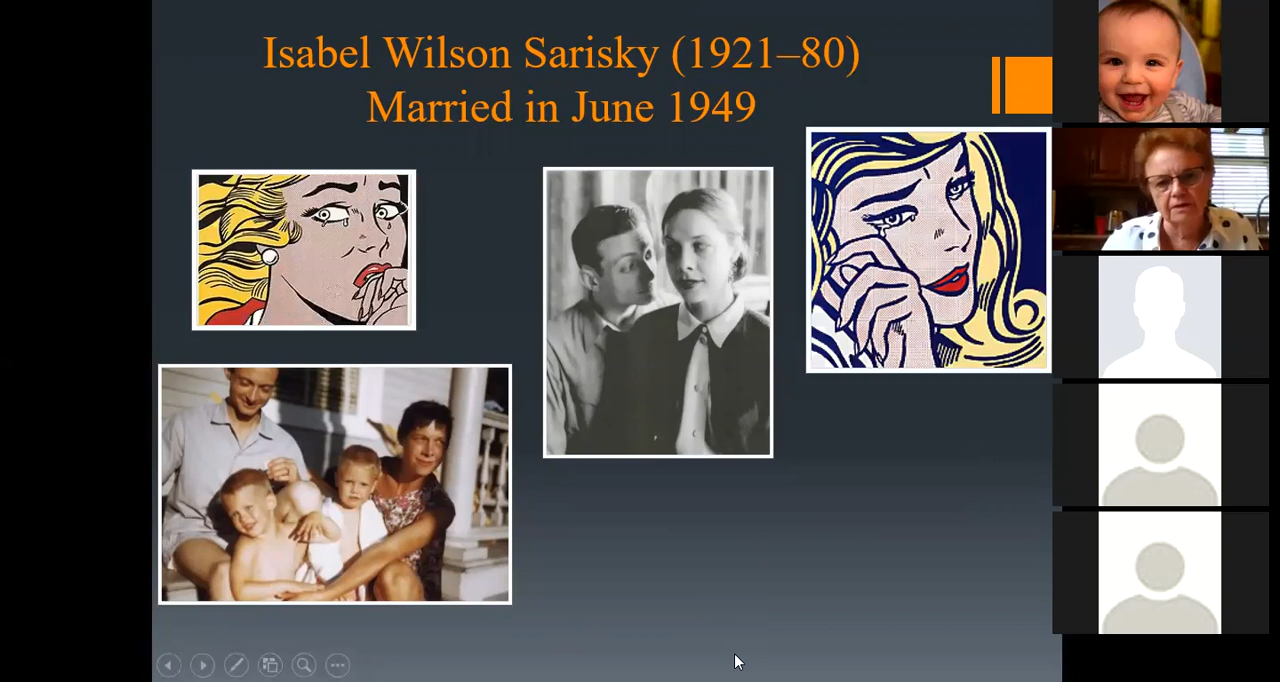 Isabel Wilson Sarisky (1921–80)
Married in June 1949